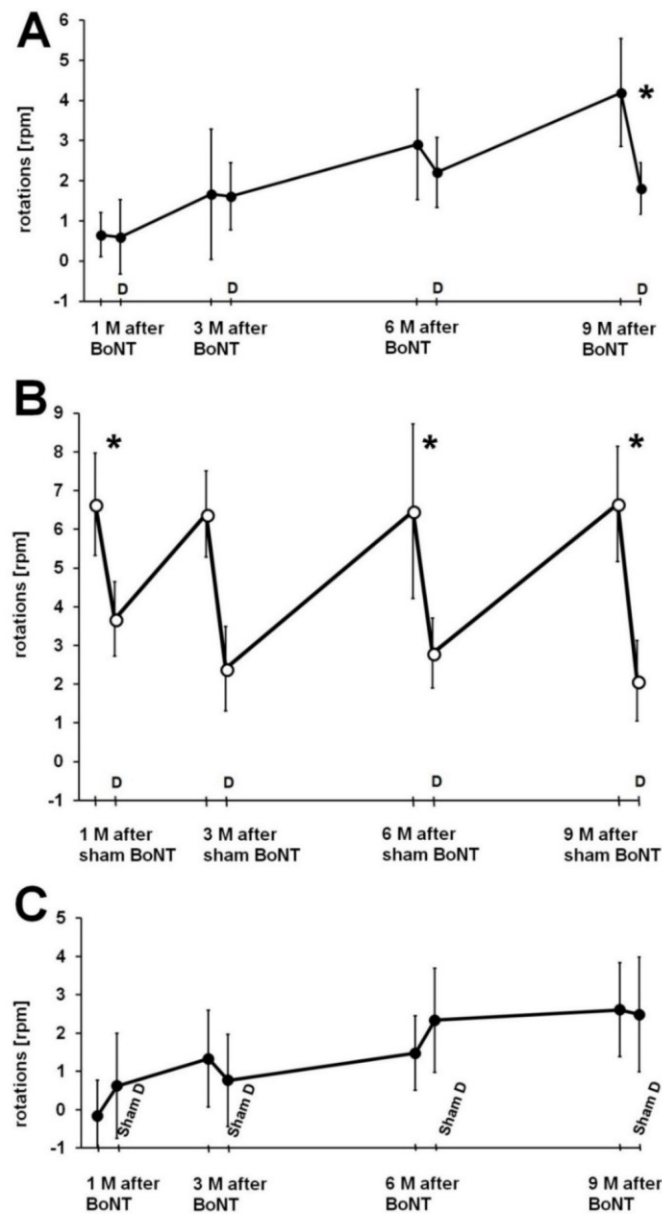 A
6
5
4
3
2
1
0
-1
rotations [rpm]
*
D D D D
1 M after 3 M after 6 M after 9 M after
BoNT BoNT BoNT BoNT
B
9
8
7
6
5
4
3
2
1
0
-1
rotations [rpm]
* * *
D D D D
1 M after 3 M after 6 M after 9 M after
sham BoNT sham BoNT sham BoNT sham BoNT
C
5
4
3
2
1
0
-1
rotations [rpm]
Sham D Sham D Sham D Sham D
1 M after 3 M after 6 M after 9 M after
BoNT BoNT BoNT BoNT